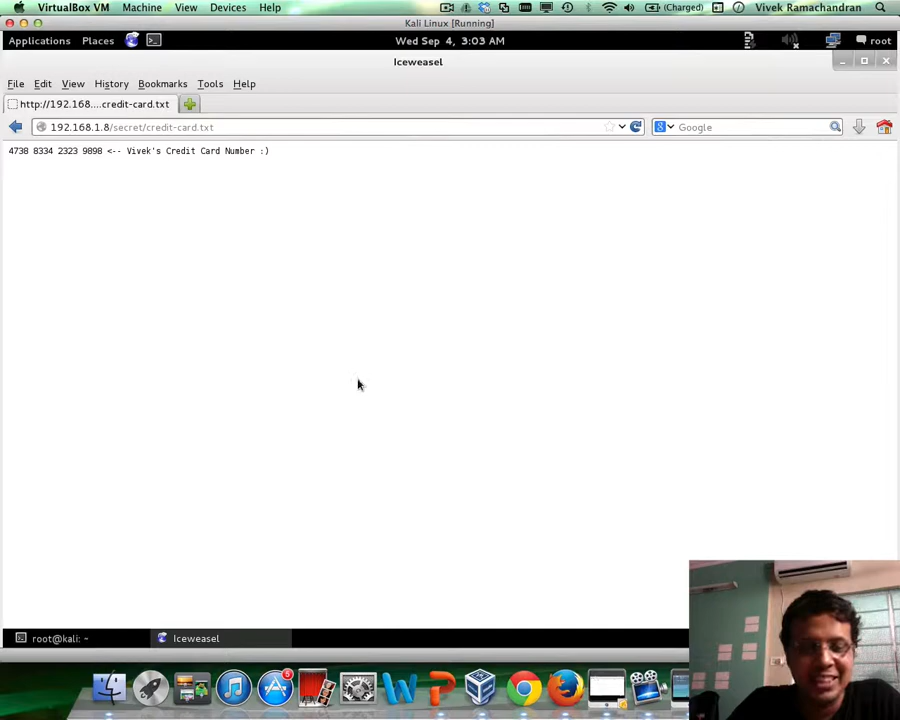 VirtualBox VM Machine View Devices Help (Charged) Vivek Ramachandran
Kali Linux [Running]
Applications Places Wed Sep 4, 3:03 AM root
Iceweasel
File Edit View History Bookmarks Tools Help
http://192.168....credit-card.txt
192.168.1.8/secret/credit-card.txt Google
4738 8334 2323 9898 <-- Vivek's Credit Card Number :)
root@kali: ~ Iceweasel
5